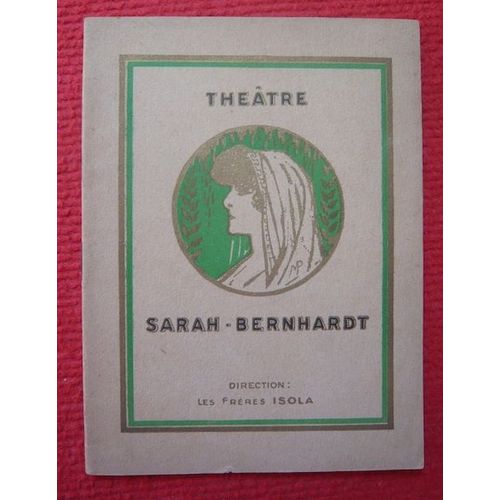 THEÂTRE
SARAH-BERNHARDT
DIRECTION:
LES FRÈRES ISOLA